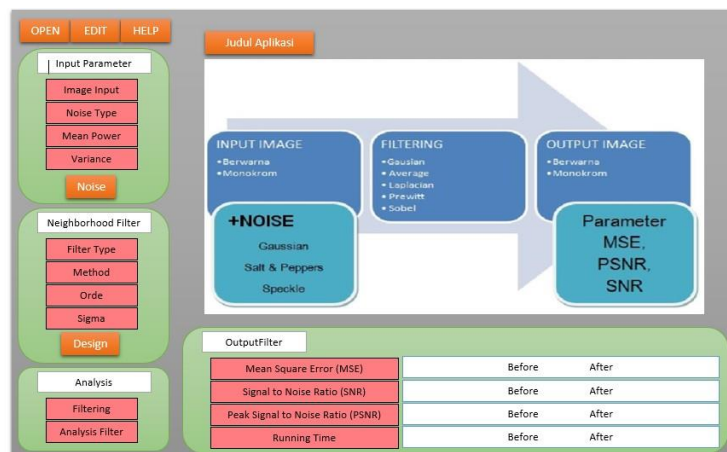 OPEN EDIT HELP
Input Parameter
Image Input
Noise Type
Mean Power
Variance
Noise
Neighborhood Filter
Filter Type
Method
Orde
Sigma
Design
Analysis
Filtering
Analysis Filter
Judul Aplikasi
INPUT IMAGE
•Berwarna
•Monokrom
+NOISE
Gaussian
Salt & Peppers
Speckle
FILTERING
•Gausian
•Average
•Laplacian
•Prewitt
•Sobel
OUTPUT IMAGE
•Berwarna
•Monokrom
Parameter
MSE,
PSNR,
SNR
OutputFilter
Mean Square Error (MSE) Before After
Signal to Noise Ratio (SNR) Before After
Peak Signal to Noise Ratio (PSNR) Before After
Running Time Before After